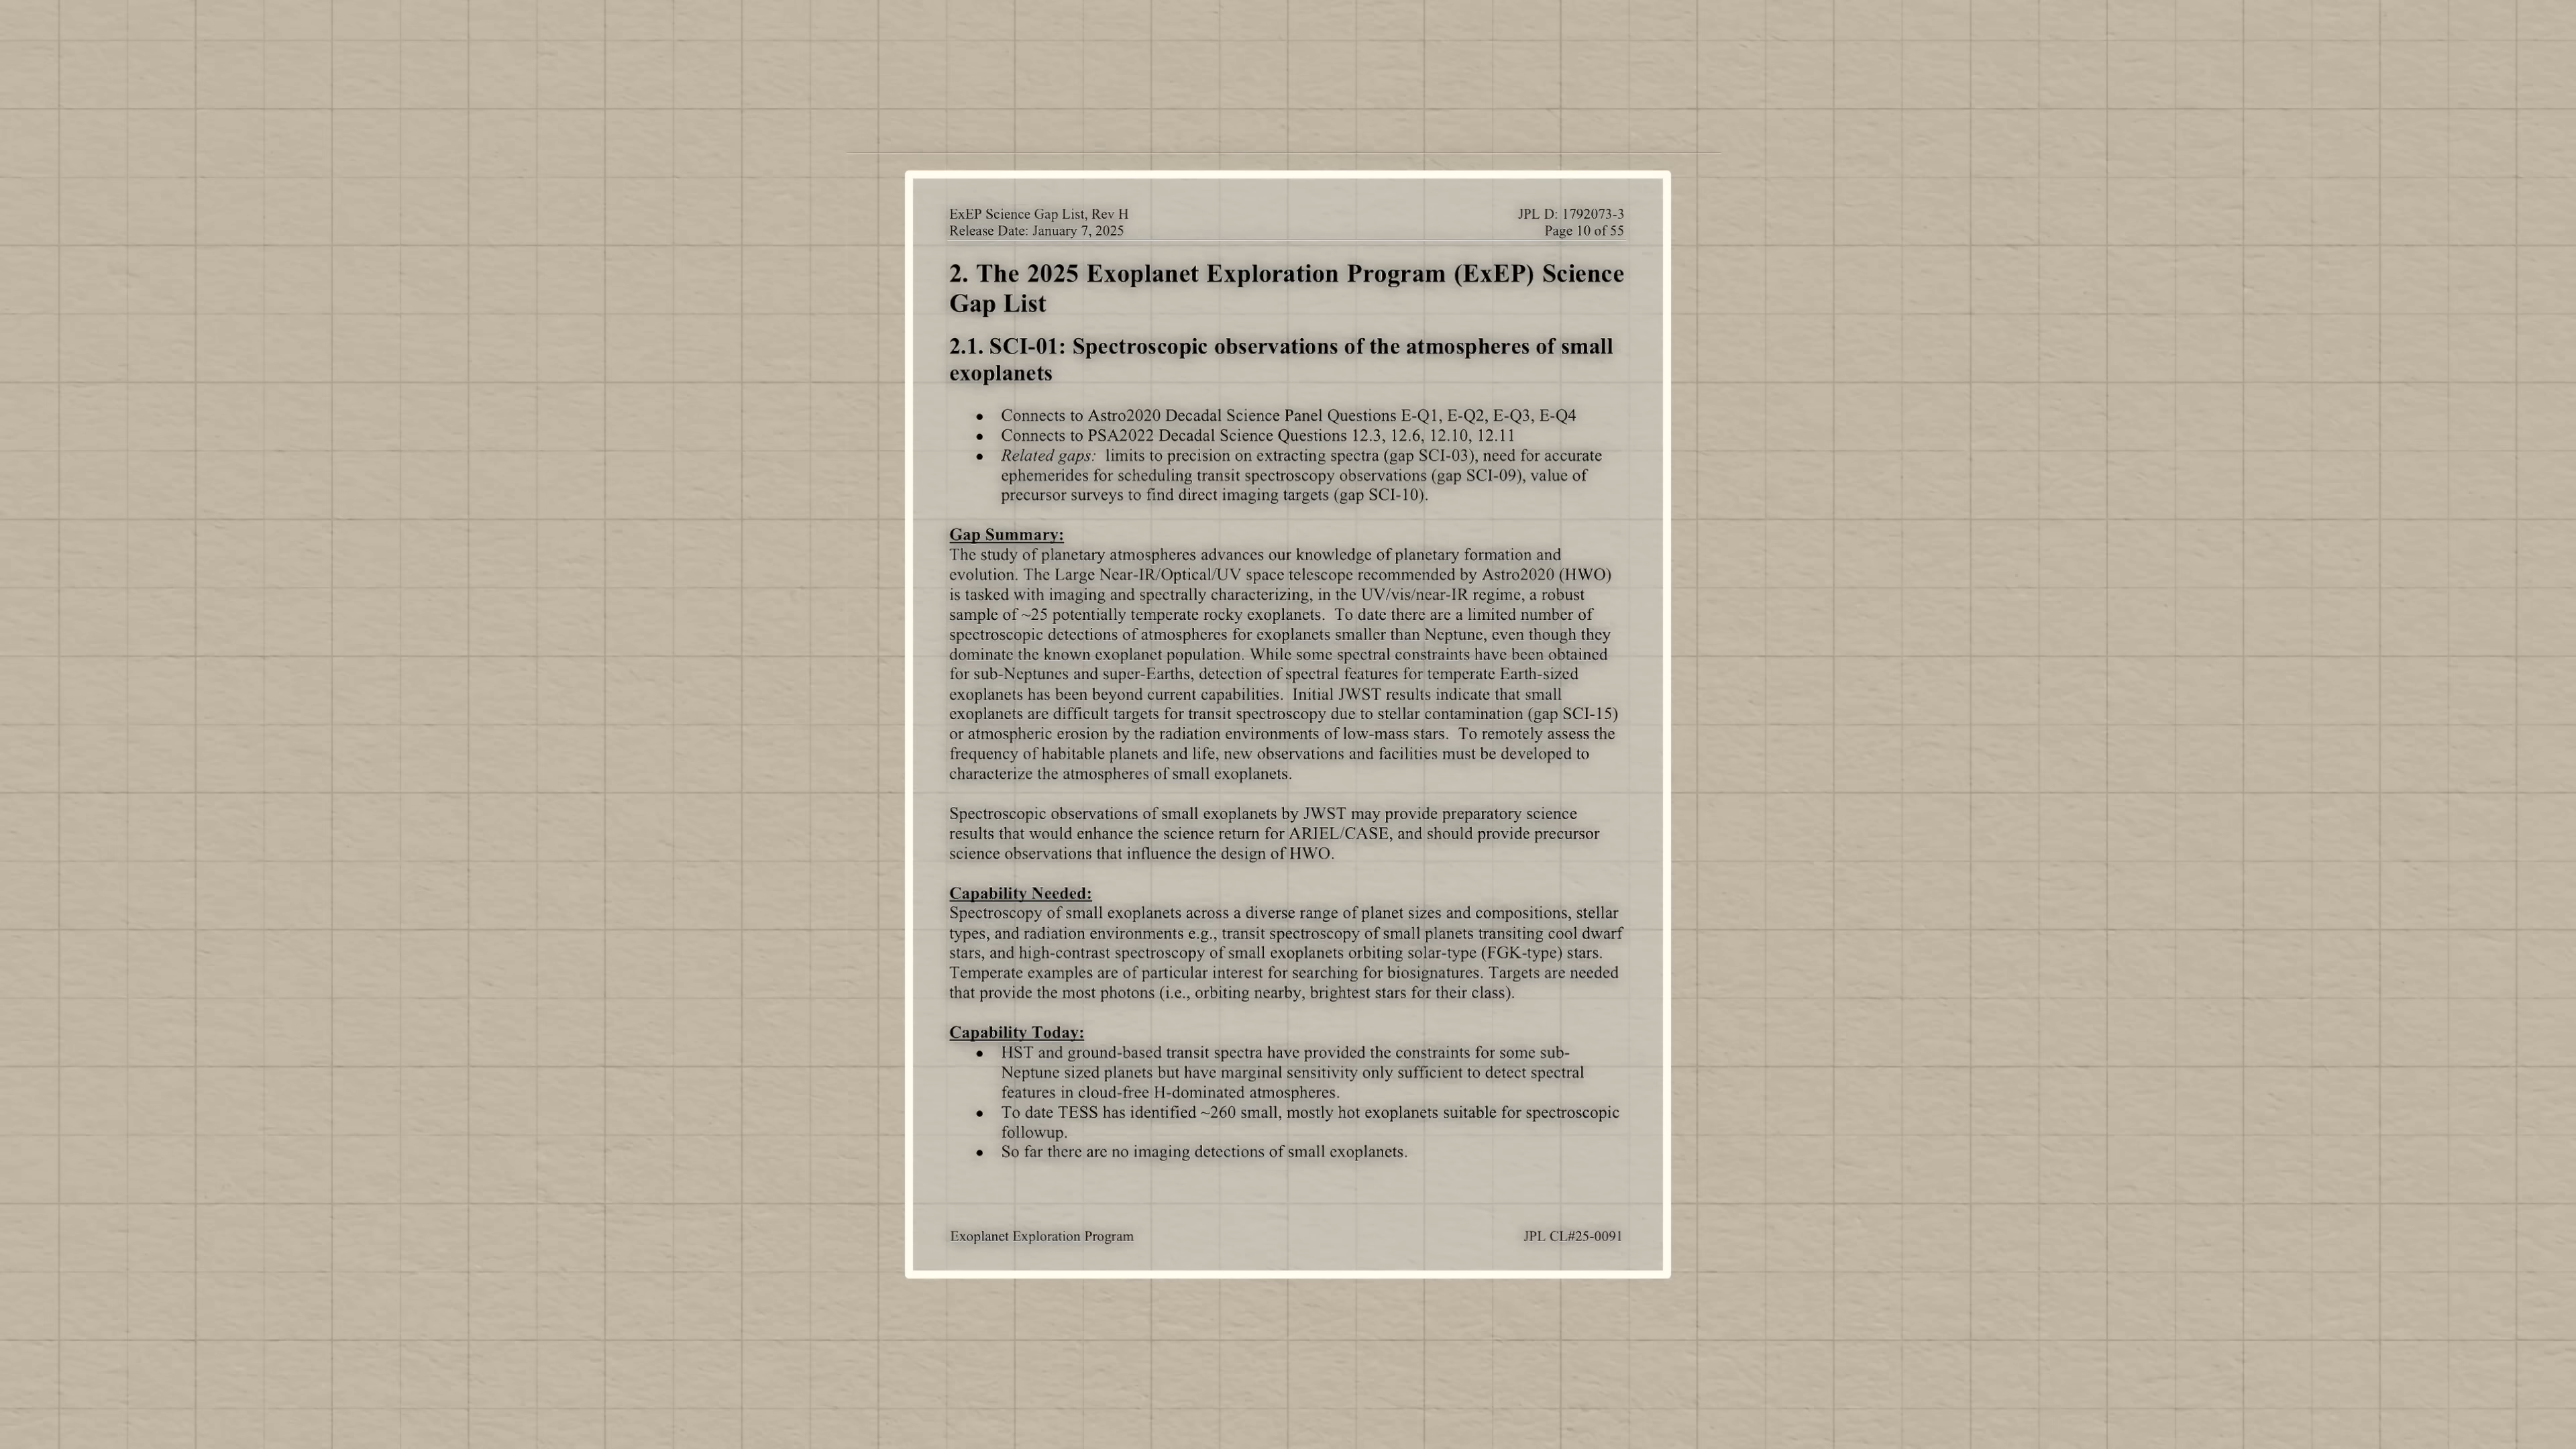 ExEP Science Gap List, Rev H
JPL D: 1792073-3
Release Date: January 7, 2025
Page 10 of 55
2. The 2025 Exoplanet Exploration Program (ExEP) Science
Gap List
2.1. SCI-01: Spectroscopic observations of the atmospheres of small
exoplanets
• Connects to Astro2020 Decadal Science Panel Questions E-Q1, E-Q2, E-Q3, E-Q4
• Connects to PSA2022 Decadal Science Questions 12.3, 12.6, 12.10, 12.11
• Related gaps: limits to precision on extracting spectra (gap SCI-03), need for accurate
ephemerides for scheduling transit spectroscopy observations (gap SCI-09), value of
precursor surveys to find direct imaging targets (gap SCI-10).
Gap Summary:
The study of planetary atmospheres advances our knowledge of planetary formation and
evolution. The Large Near-IR/Optical/UV space telescope recommended by Astro2020 (HWO)
is tasked with imaging and spectrally characterizing, in the UV/vis/near-IR regime, a robust
sample of ~25 potentially temperate rocky exoplanets. To date there are a limited number of
spectroscopic detections of atmospheres for exoplanets smaller than Neptune, even though they
dominate the known exoplanet population. While some spectral constraints have been obtained
for sub-Neptunes and super-Earths, detection of spectral features for temperate Earth-sized
exoplanets has been beyond current capabilities. Initial JWST results indicate that small
exoplanets are difficult targets for transit spectroscopy due to stellar contamination (gap SCI-15)
or atmospheric erosion by the radiation environments of low-mass stars. To remotely assess the
frequency of habitable planets and life, new observations and facilities must be developed to
characterize the atmospheres of small exoplanets.
Spectroscopic observations of small exoplanets by JWST may provide preparatory science
results that would enhance the science return for ARIEL/CASE, and should provide precursor
science observations that influence the design of HWO.
Capability Needed:
Spectroscopy of small exoplanets across a diverse range of planet sizes and compositions, stellar
types, and radiation environments e.g., transit spectroscopy of small planets transiting cool dwarf
stars, and high-contrast spectroscopy of small exoplanets orbiting solar-type (FGK-type) stars.
Temperate examples are of particular interest for searching for biosignatures. Targets are needed
that provide the most photons (i.e., orbiting nearby, brightest stars for their class).
Capability Today:
• HST and ground-based transit spectra have provided the constraints for some sub-
Neptune sized planets but have marginal sensitivity only sufficient to detect spectral
features in cloud-free H-dominated atmospheres.
• To date TESS has identified ~260 small, mostly hot exoplanets suitable for spectroscopic
followup.
• So far there are no imaging detections of small exoplanets.
Exoplanet Exploration Program
JPL CL#25-0091